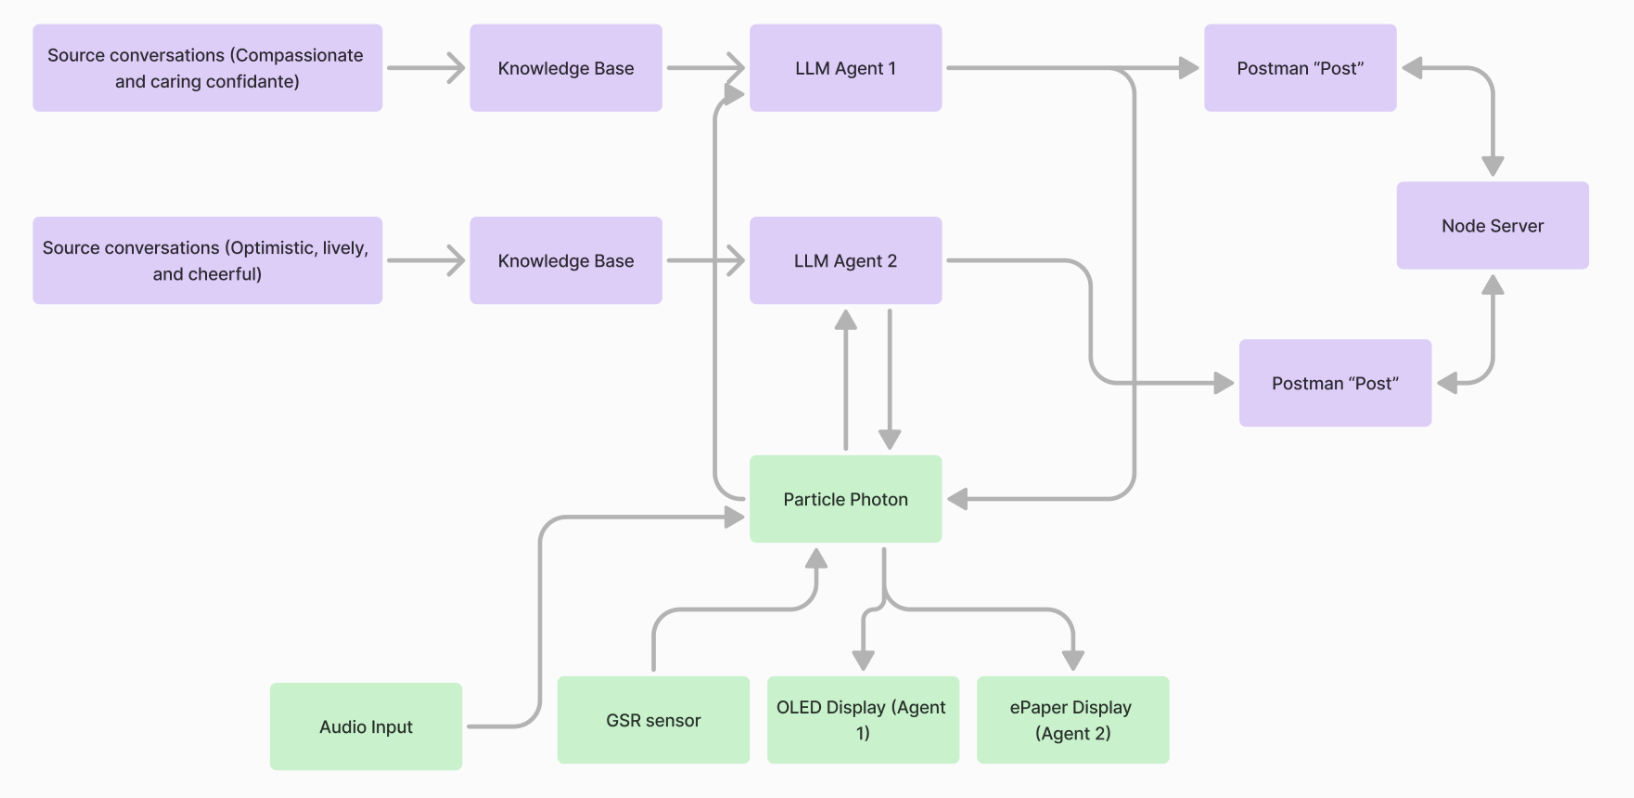 Source conversations (Compassionate
and caring confidante)
Knowledge Base
LLM Agent 1
Postman “Post”
Node Server
Source conversations (Optimistic, lively,
and cheerful)
Knowledge Base
LLM Agent 2
Postman “Post”
Particle Photon
Audio Input
GSR sensor
OLED Display (Agent
1)
ePaper Display
(Agent 2)